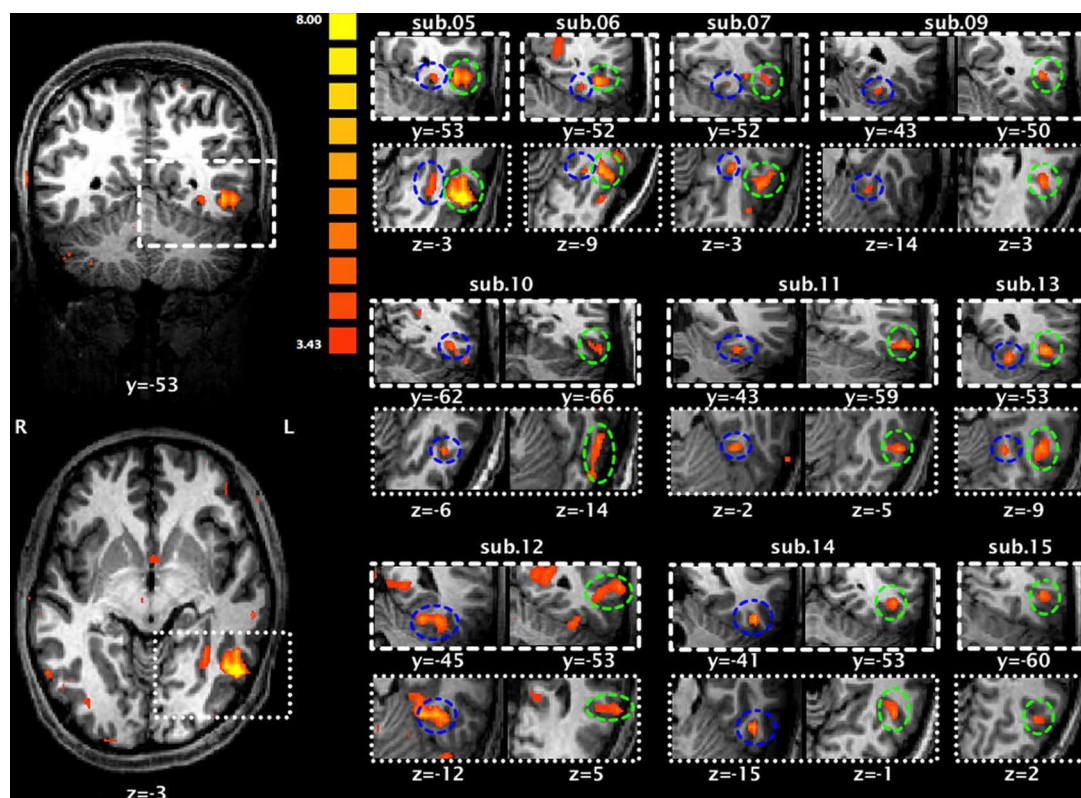 8.00
3.43
y=-53
R L
z=-3
sub.05 sub.06 sub.07 sub.09
y=-53 y=-52 y=-52 y=-43 y=-50
z=-3 z=-9 z=-3 z=-14 z=3
sub.10 sub.11 sub.13
y=-62 y=-66 y=-43 y=-59 y=-53
z=-6 z=-14 z=-2 z=-5 z=-9
sub.12 sub.14 sub.15
y=-45 y=-53 y=-41 y=-53 y=-60
z=-12 z=5 z=-15 z=-1 z=2